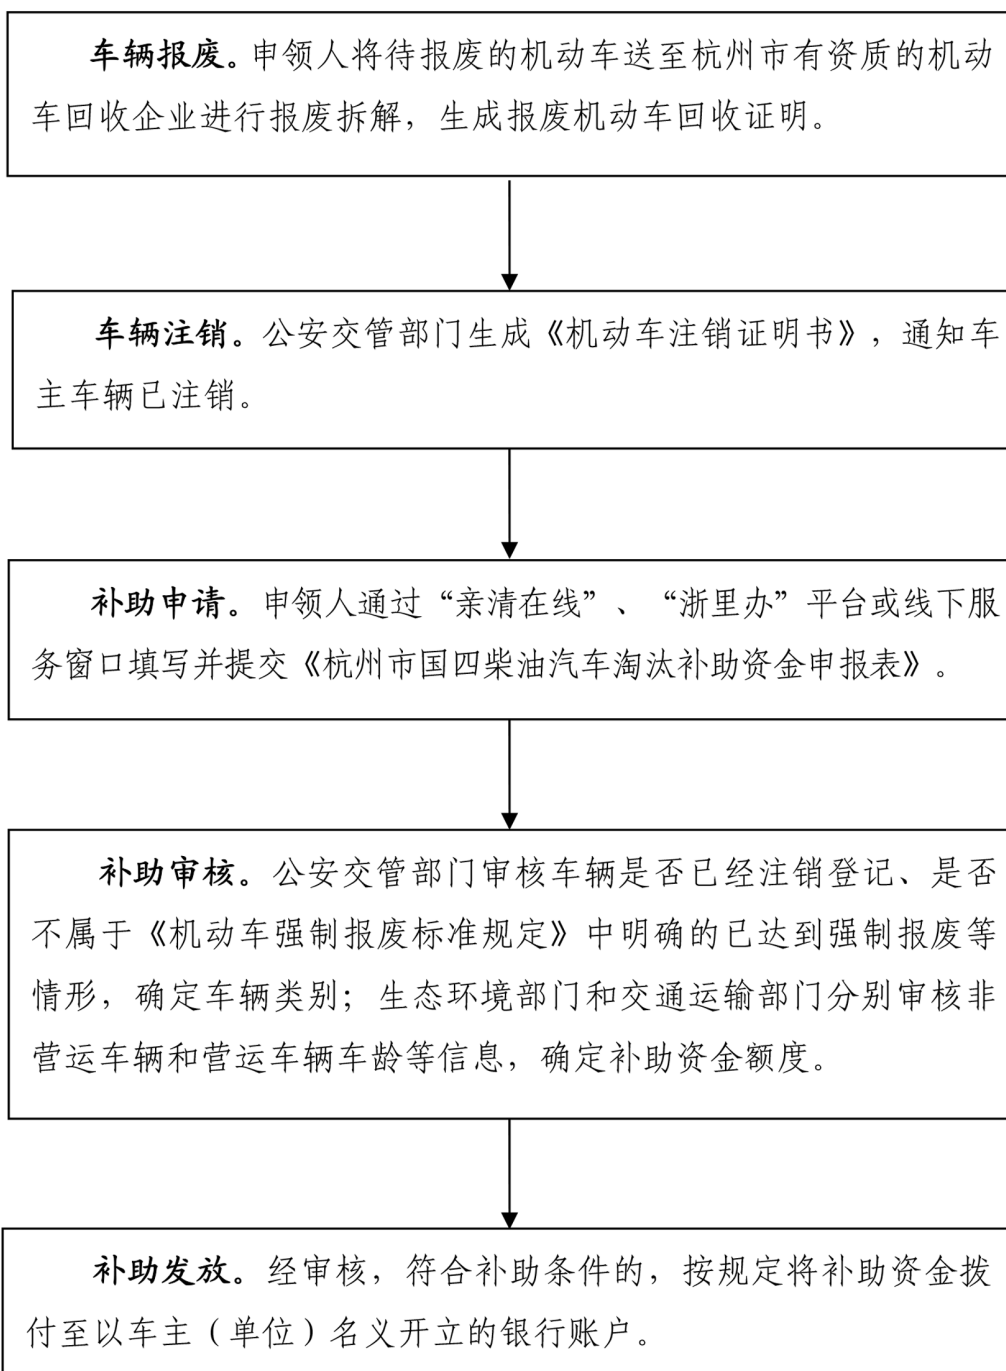 车辆报废。申领人将待报废的机动车送至杭州市有资质的机动
车回收企业进行报废拆解，生成报废机动车回收证明。
车辆注销。公安交管部门生成《机动车注销证明书》，通知车
主车辆已注销。
补助申请。申领人通过“亲清在线”、“浙里办”平台或线下服
务窗口填写并提交《杭州市国四柴油汽车淘汰补助资金申报表》。
补助审核。公安交管部门审核车辆是否已经注销登记、是否
不属于《机动车强制报废标准规定》中明确的已达到强制报废等
情形，确定车辆类别；生态环境部门和交通运输部门分别审核非
营运车辆和营运车辆车龄等信息，确定补助资金额度。
补助发放。经审核，符合补助条件的，按规定将补助资金拨
付至以车主（单位）名义开立的银行账户。